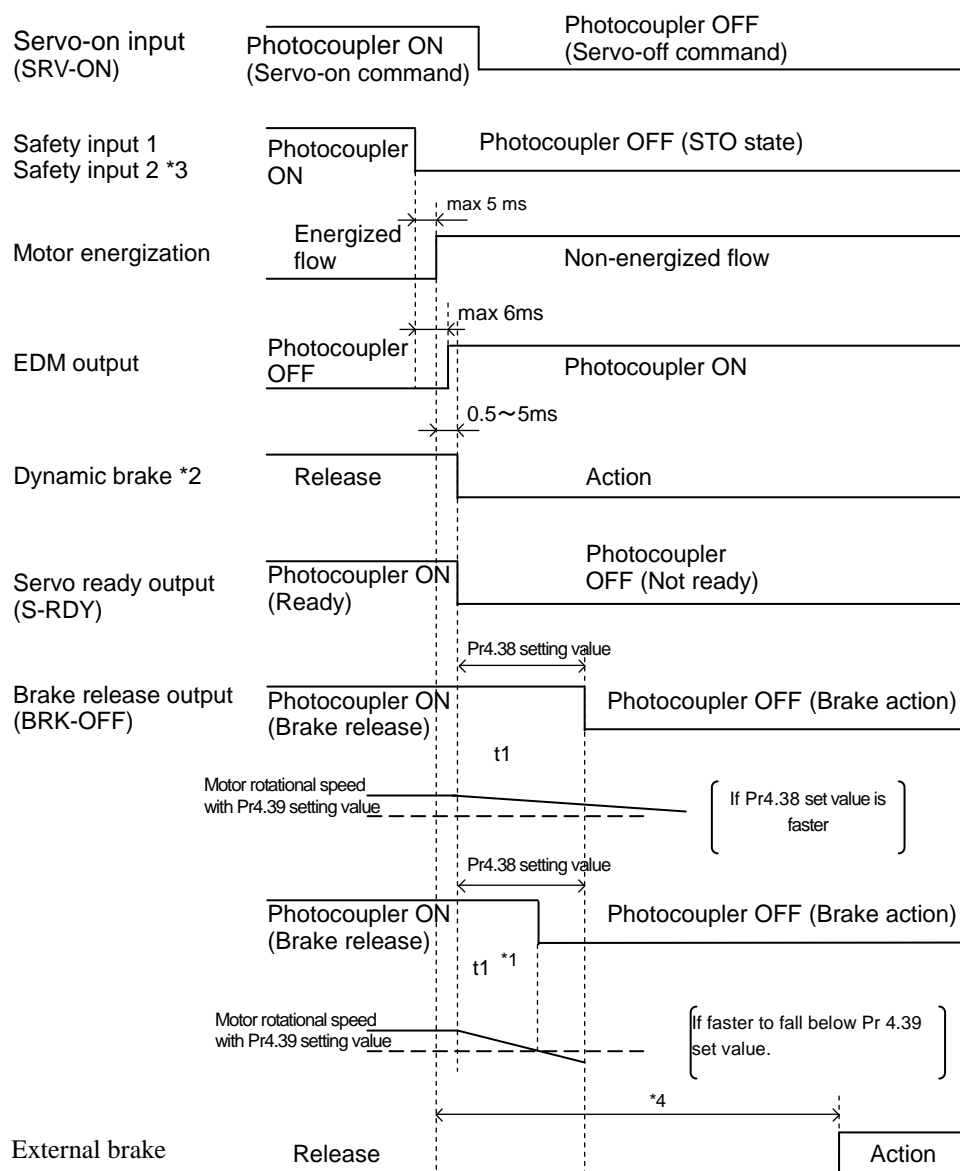 Servo-on input
(SRV-ON)
Photocoupler ON
(Servo-on command)
Photocoupler OFF
(Servo-off command)
Safety input 1
Safety input 2 *3
Photocoupler
ON
Photocoupler OFF (STO state)
max 5 ms
Motor energization
Energized
flow
Non-energized flow
max 6ms
EDM output
Photocoupler
OFF
Photocoupler ON
0.5～5ms
Dynamic brake *2
Release
Action
Servo ready output
(S-RDY)
Photocoupler ON
(Ready)
Photocoupler
OFF (Not ready)
Pr4.38 setting value
Brake release output
(BRK-OFF)
Photocoupler ON
(Brake release)
Photocoupler OFF (Brake action)
t1
Motor rotational speed
with Pr4.39 setting value
If Pr4.38 set value is
faster
Pr4.38 setting value
Photocoupler ON
(Brake release)
Photocoupler OFF (Brake action)
t1 *1
Motor rotational speed
with Pr4.39 setting value
If faster to fall below Pr 4.39
set value.
*4
External brake
Release
Action